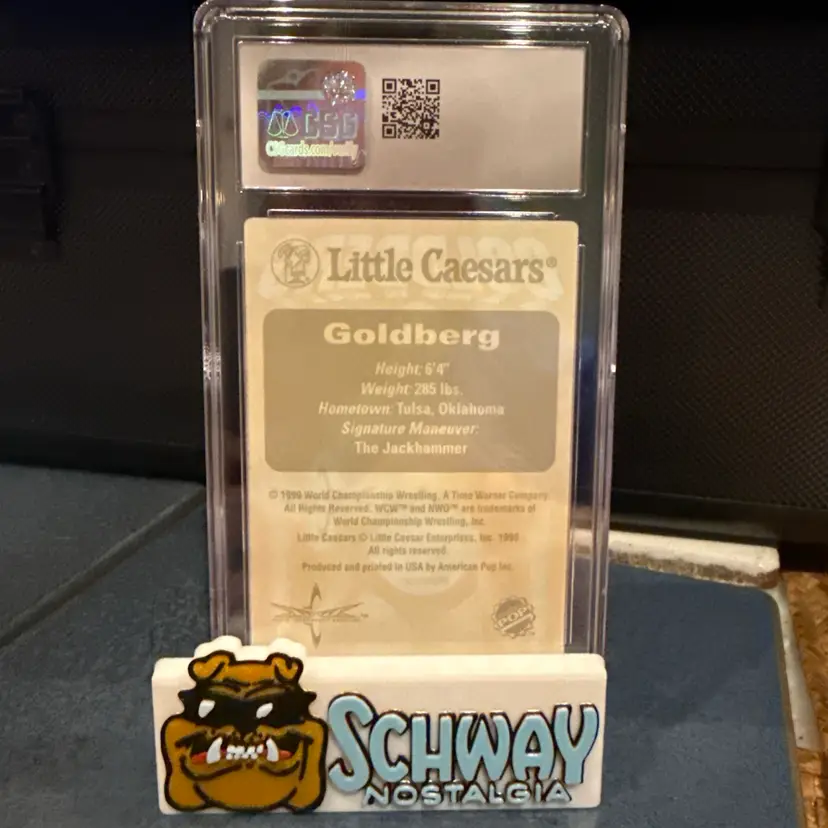 CSG
CSGcards.com/verify
Little Caesars®
Goldberg
Height: 6'4"
Weight: 285 lbs.
Hometown: Tulsa, Oklahoma
Signature Maneuver:
The Jackhammer
World Championship Wrestling, A Time Warner Company
All Rights Reserved. WCW™ and NWO™ are trademarks of
World Championship Wrestling, Inc.
Little Caesars © Little Caesar Enterprises, Inc.
All rights reserved.
Produced and printed in USA by American Pop Inc.
POP
SCHWAY
NOSTALGIA